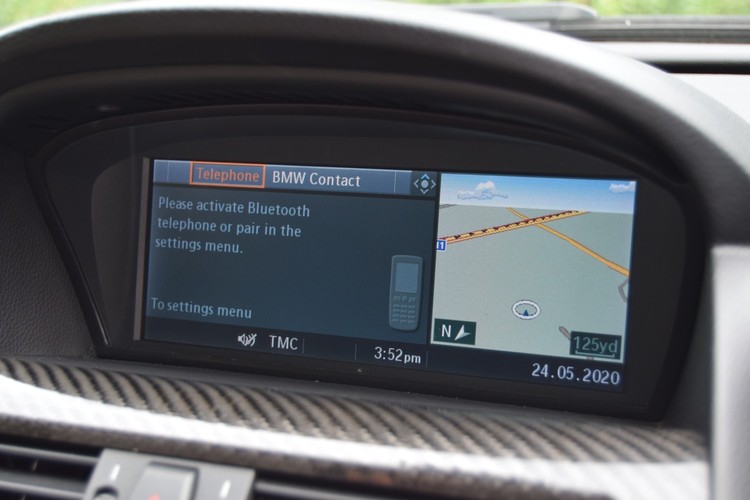 Telephone BMW Contact
Please activate Bluetooth
telephone or pair in the
settings menu.
To settings menu
TMC
3:52pm
1
N
125yd
24.05.2020